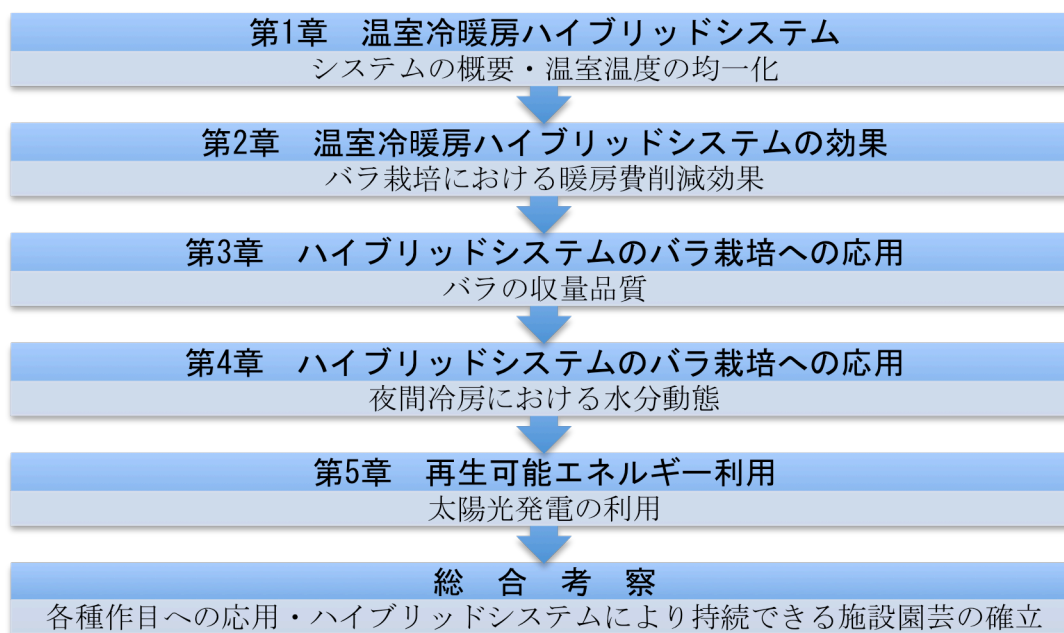 第1章　温室冷暖房ハイブリッドシステム
システムの概要・温室温度の均一化
第2章　温室冷暖房ハイブリッドシステムの効果
バラ栽培における暖房費削減効果
第3章　ハイブリッドシステムのバラ栽培への応用
バラの収量品質
第4章　ハイブリッドシステムのバラ栽培への応用
夜間冷房における水分動態
第5章　再生可能エネルギー利用
太陽光発電の利用
総　合　考　察
各種作目への応用・ハイブリッドシステムにより持続できる施設園芸の確立